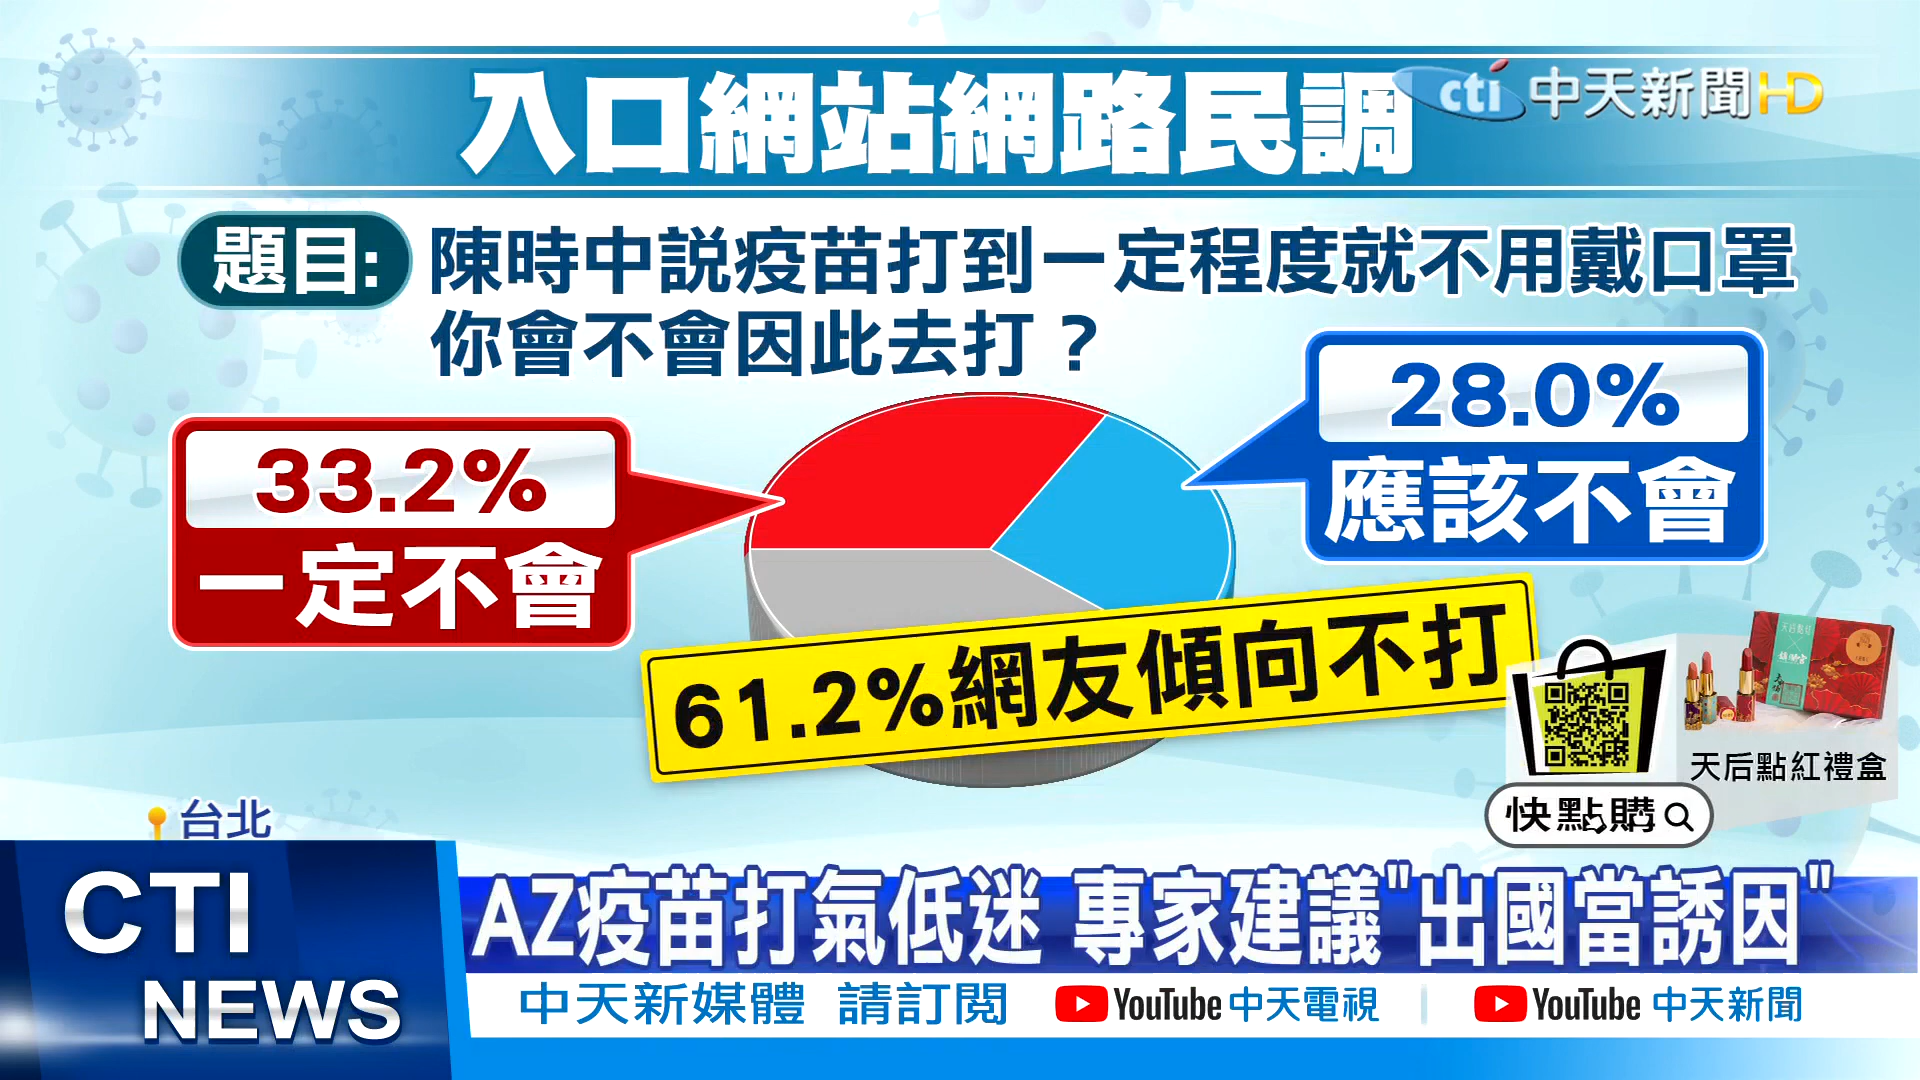 入口網站網路民調
cti 中天新聞HD
題目: 陳時中説疫苗打到一定程度就不用戴口罩
你會不會因此去打？
28.0%
應該不會
33.2%
一定不會
61.2%網友傾向不打
天后點紅禮盒
快點購
台北
CTI
NEWS
AZ疫苗打氣低迷 專家建議"出國當誘因"
中天新媒體 請訂閱 YouTube 中天電視 | YouTube 中天新聞